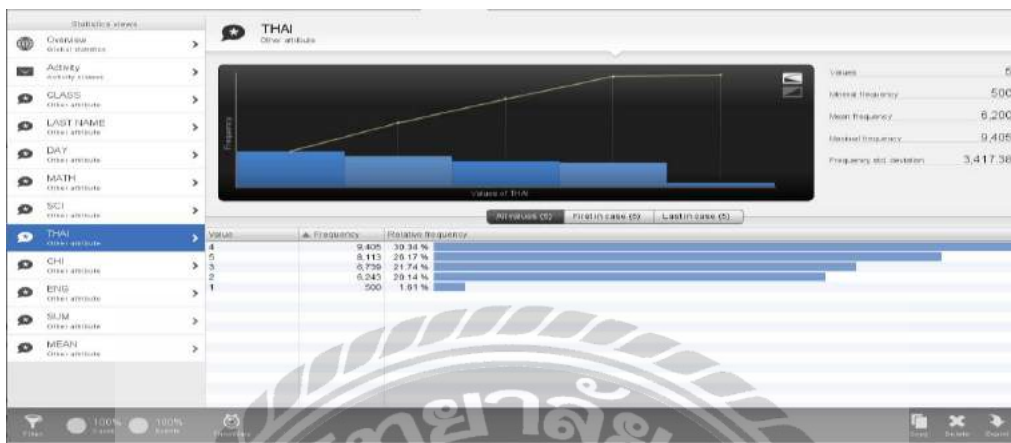 Statistics views
Overview
Global statistics
Activity
CLASS
Other attribute
LAST NAME
Other attribute
DAY
Other attribute
MATH
Other attribute
SCI
Other attribute
THAI
Other attribute
CHI
Other attribute
ENG
Other attribute
SUM
Other attribute
MEAN
Other attribute
THAI
Other attribute
Frequency
Values of THAI
Values 5
Minimal frequency 500
Mean frequency 6,200
Maximal frequency 9,405
Frequency std. deviation 3,417.38
All values (5) First in case (5) Last in case (5)
Value Frequency Relative frequency
4 9,405 30.34 %
5 8,113 26.17 %
3 6,739 21.74 %
2 6,243 20.14 %
1 500 1.61 %
Filter 100% 100% Events
Copy Delete Export